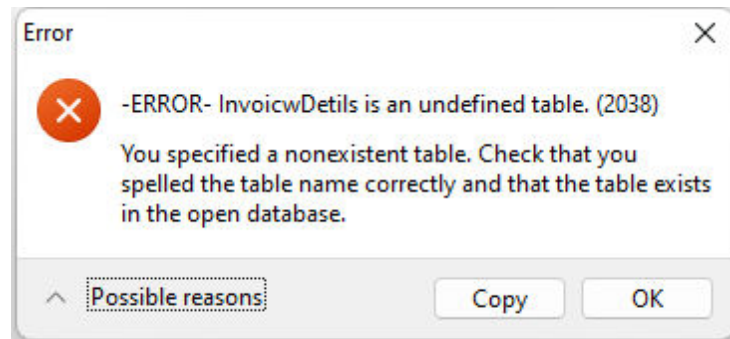 Error
-ERROR- InvoicwDetils is an undefined table. (2038)
You specified a nonexistent table. Check that you
spelled the table name correctly and that the table exists
in the open database.
Possible reasons
Copy
OK